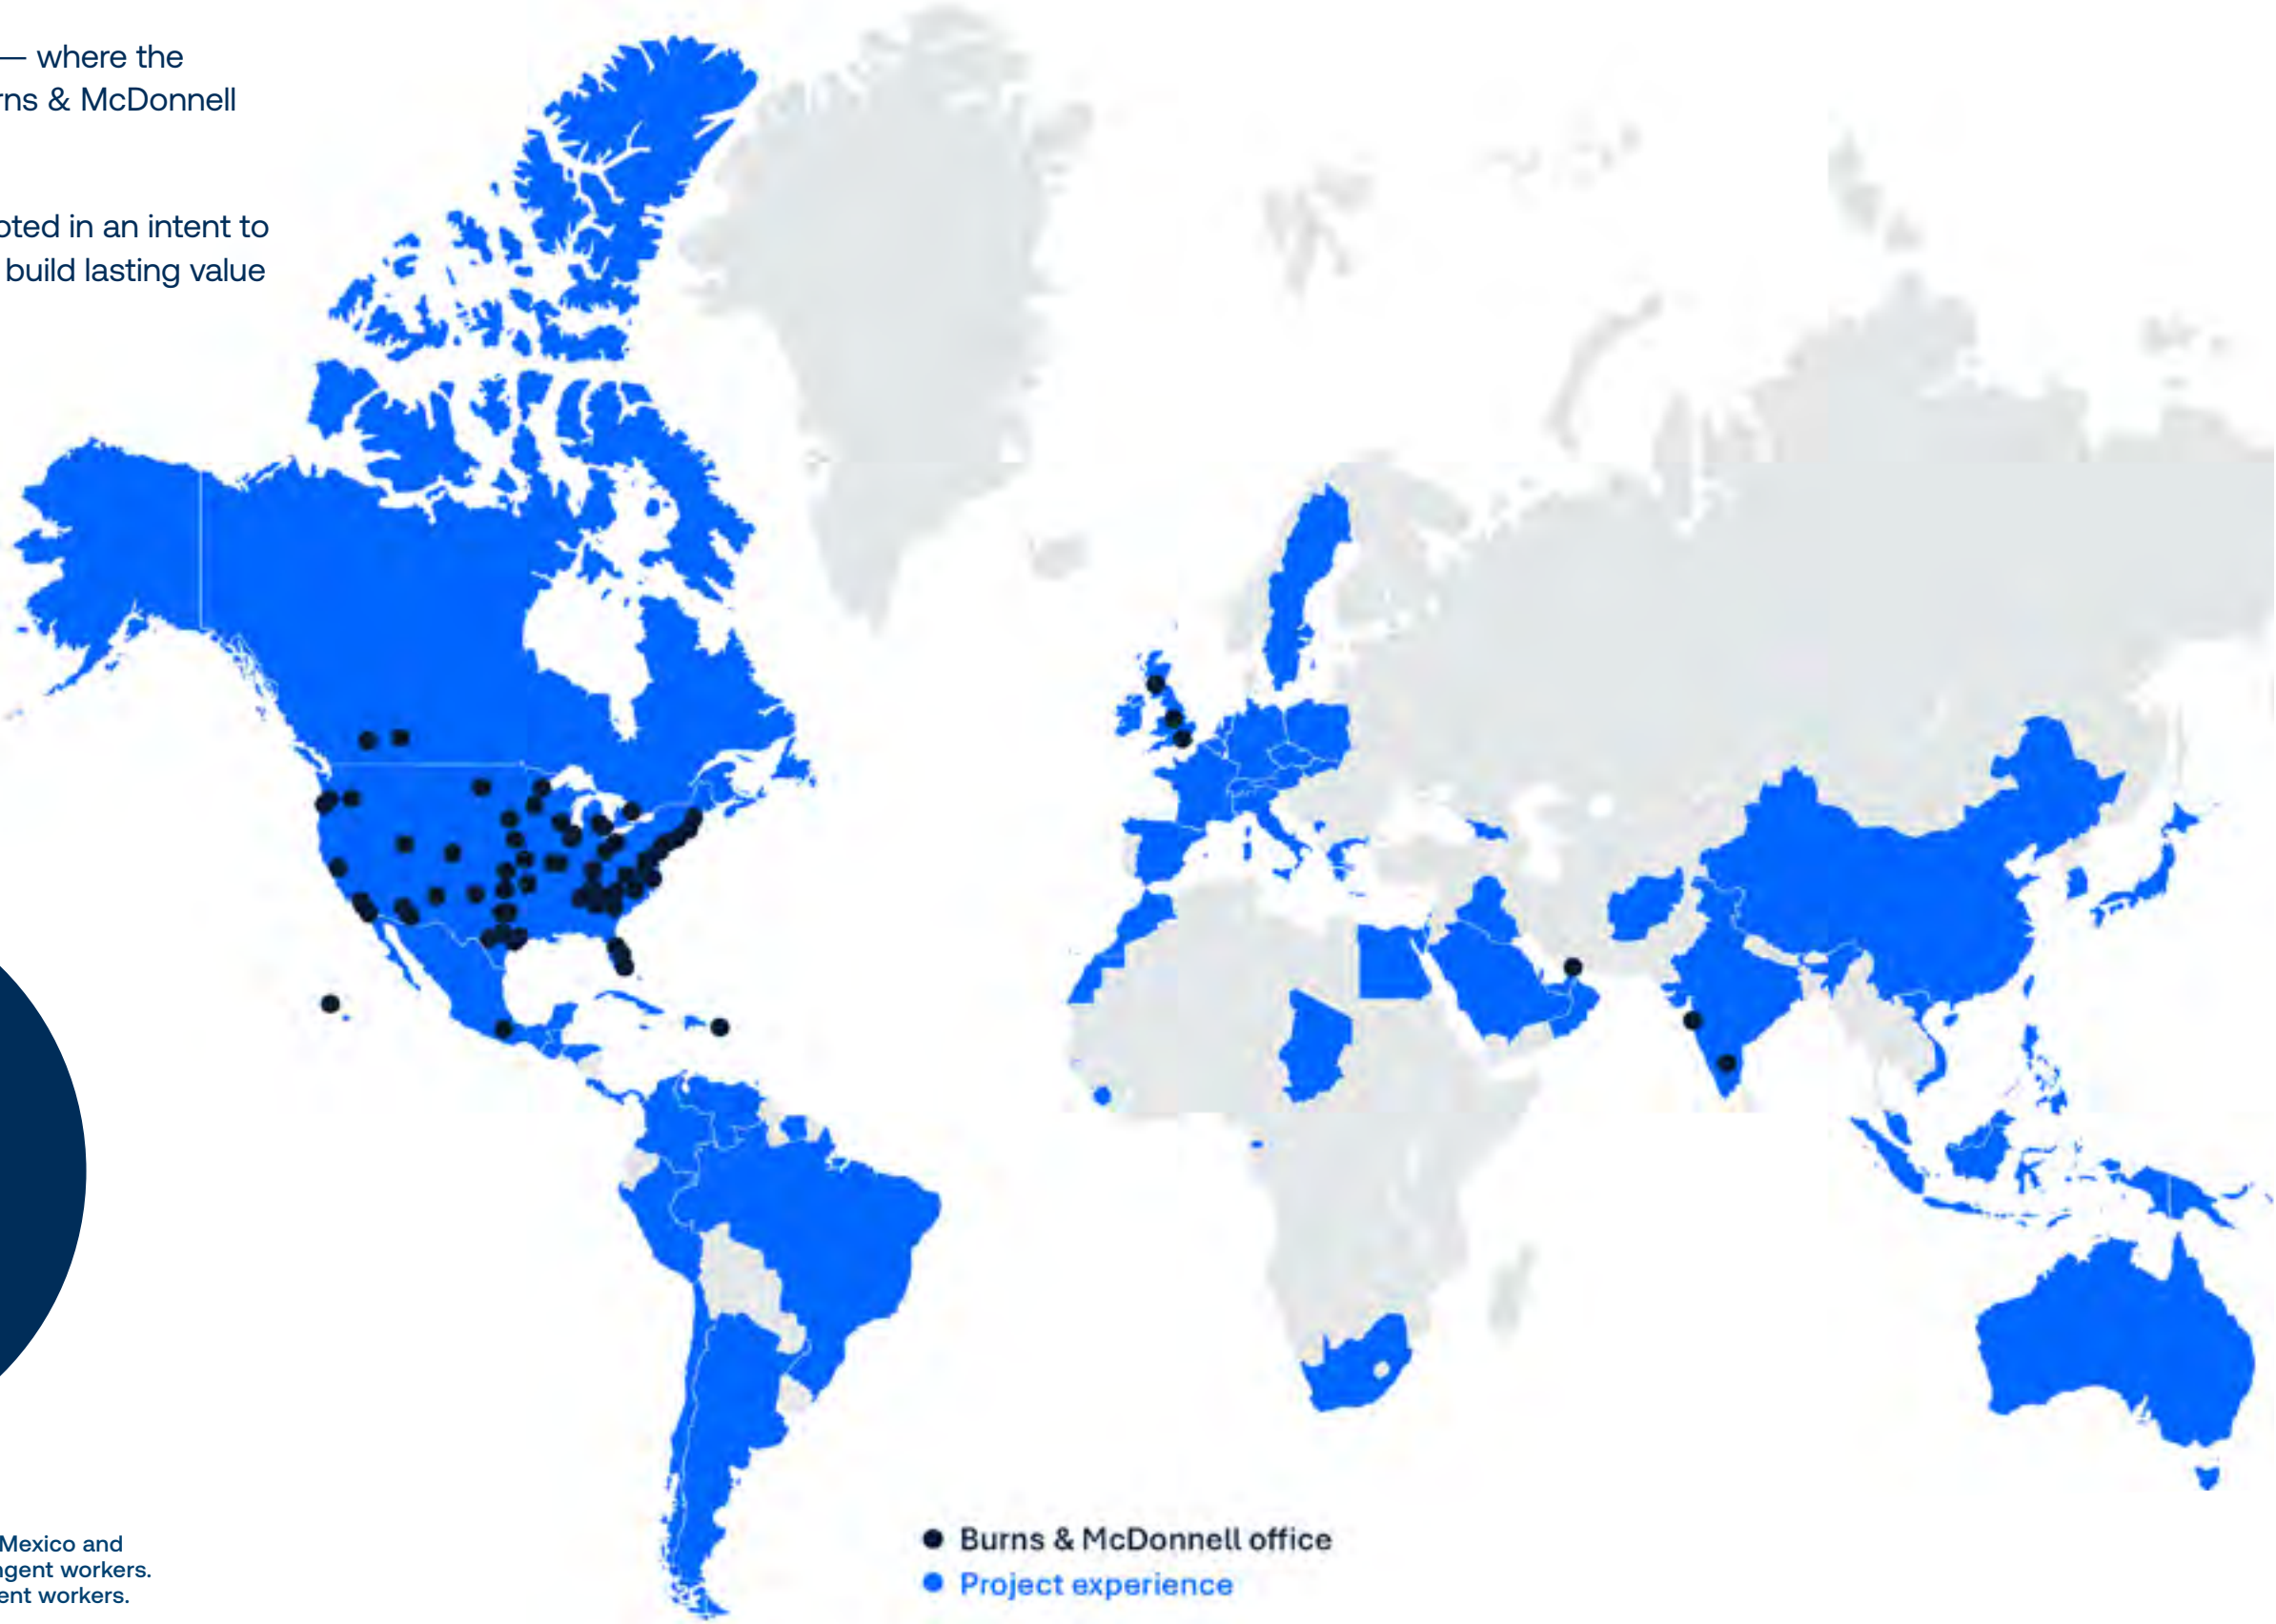 — where the
rns & McDonnell
oted in an intent to
build lasting value
Mexico and
ngent workers.
ent workers.
Burns & McDonnell office
Project experience